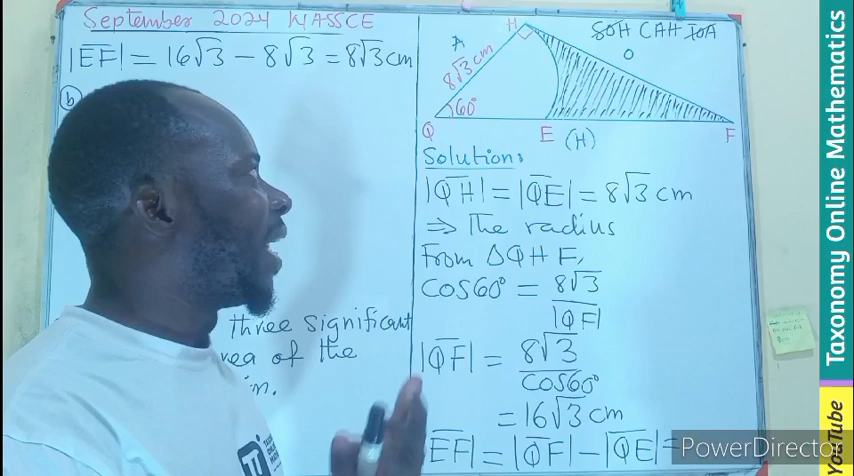 September 2024 WASSCE
|EF| = 16√3 − 8√3 = 8√3 cm
b
three significant
area of the
H
SOH CAH TOA
A
O
8√3 cm
60°
Q
E
(H)
F
Solution:
|QH| = |QE| = 8√3 cm
⇒ The radius
From ΔQHF,
cos60° = 8√3
|QF|
|QF| = 8√3
cos60°
= 16√3 cm
|EF| = |QF| − |QE| =
PowerDirector
Taxonomy Online Mathematics
YouTube